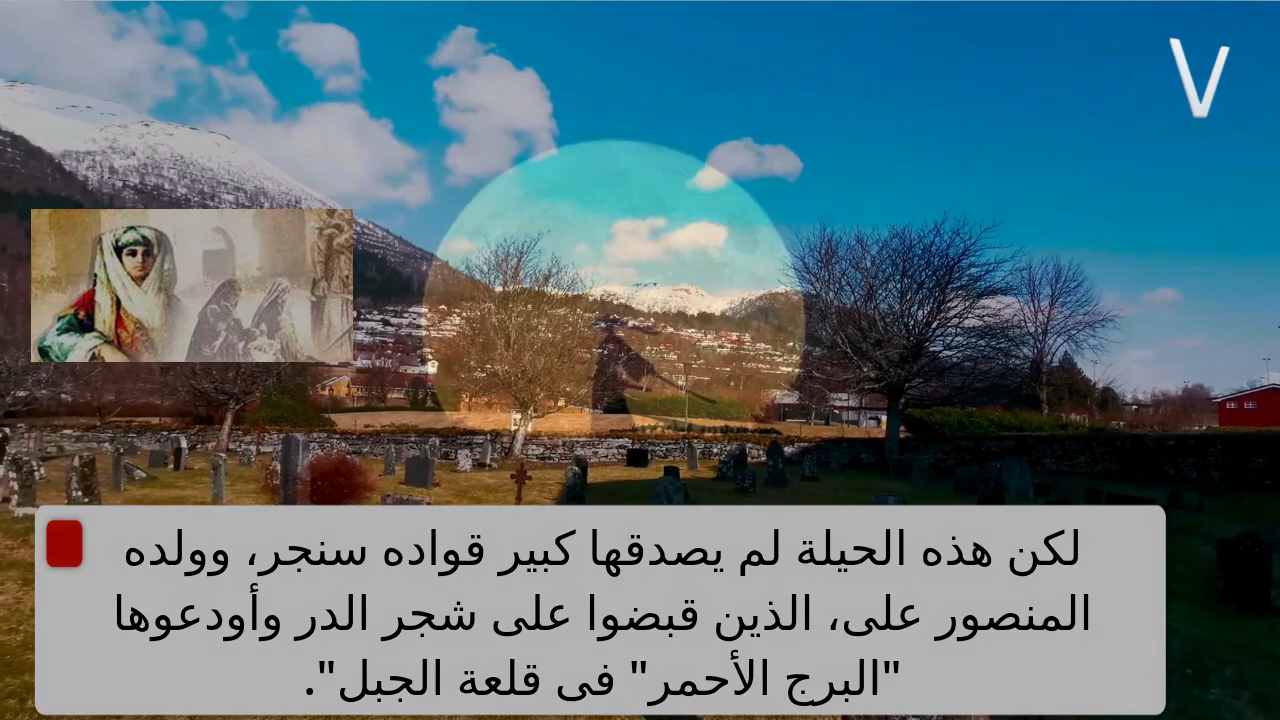 V
لكن هذه الحيلة لم يصدقها كبير قواده سنجر، وولده
المنصور على، الذين قبضوا على شجر الدر وأودعوها
"البرج الأحمر" فى قلعة الجبل".